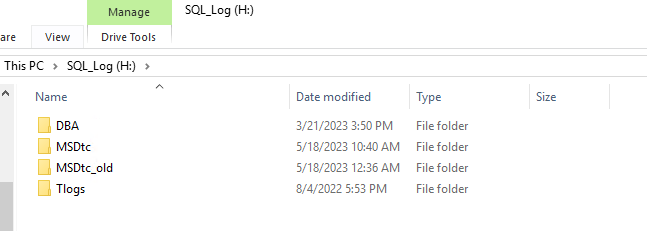 Manage SQL_Log (H:)
are View Drive Tools
This PC SQL_Log (H:)
Name Date modified Type Size
DBA 3/21/2023 3:50 PM File folder
MSDtc 5/18/2023 10:40 AM File folder
MSDtc_old 5/18/2023 12:36 AM File folder
Tlogs 8/4/2022 5:53 PM File folder